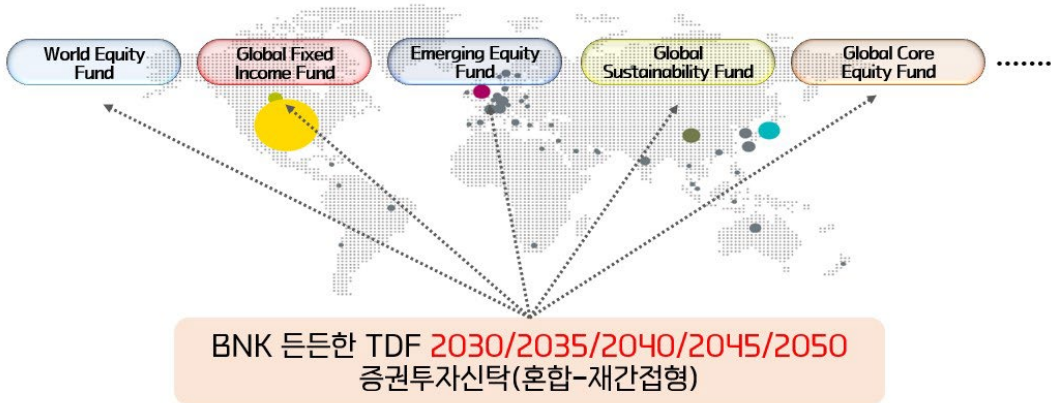 World Equity
Fund
Global Fixed
Income Fund
Emerging Equity
Fund
Global
Sustainability Fund
Global Core
Equity Fund
........
BNK 든든한 TDF 2030/2035/2040/2045/2050
증권투자신탁(혼합-재간접형)